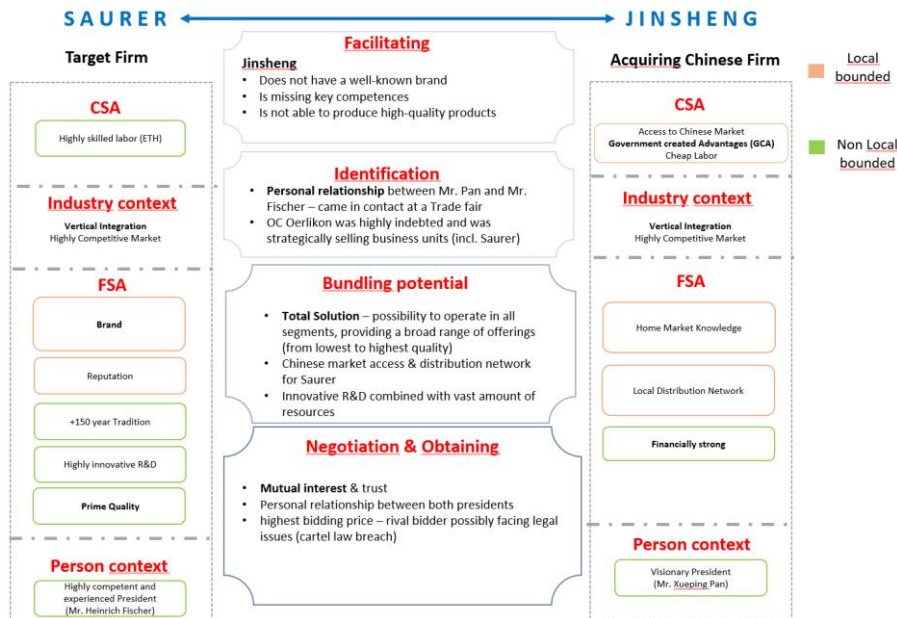 SAURER
JINSHENG
Target Firm
CSA
Highly skilled labor (ETH)
Industry context
Vertical Integration
Highly Competitive Market
FSA
Brand
Reputation
+150 year Tradition
Highly innovative R&D
Prime Quality
Person context
Highly competent and
experienced President
(Mr. Heinrich Fischer)
Facilitating
Jinsheng
• Does not have a well-known brand
• Is missing key competences
• Is not able to produce high-quality products
Identification
• Personal relationship between Mr. Pan and Mr.
Fischer – came in contact at a Trade fair
• OC Oerlikon was highly indebted and was
strategically selling business units (incl. Saurer)
Bundling potential
• Total Solution – possibility to operate in all
segments, providing a broad range of offerings
(from lowest to highest quality)
• Chinese market access & distribution network
for Saurer
• Innovative R&D combined with vast amount of
resources
Negotiation & Obtaining
• Mutual interest & trust
• Personal relationship between both presidents
• highest bidding price – rival bidder possibly facing legal
issues (cartel law breach)
Acquiring Chinese Firm
CSA
Access to Chinese Market
Government created Advantages (GCA)
Cheap Labor
Industry context
Vertical Integration
Highly Competitive Market
FSA
Home Market Knowledge
Local Distribution Network
Financially strong
Person context
Visionary President
(Mr. Xueping Pan)
Local
bounded
Non Local
bounded